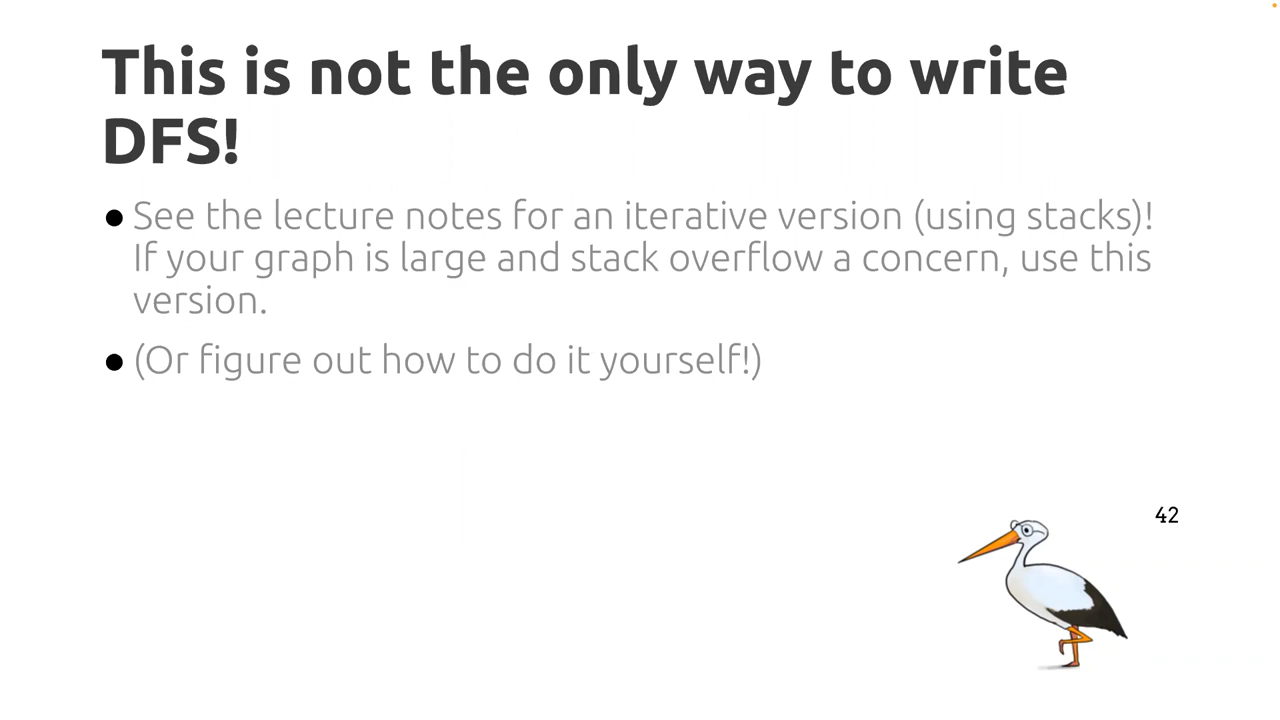 This is not the only way to write
DFS!
● See the lecture notes for an iterative version (using stacks)!
If your graph is large and stack overflow a concern, use this
version.
● (Or figure out how to do it yourself!)
42